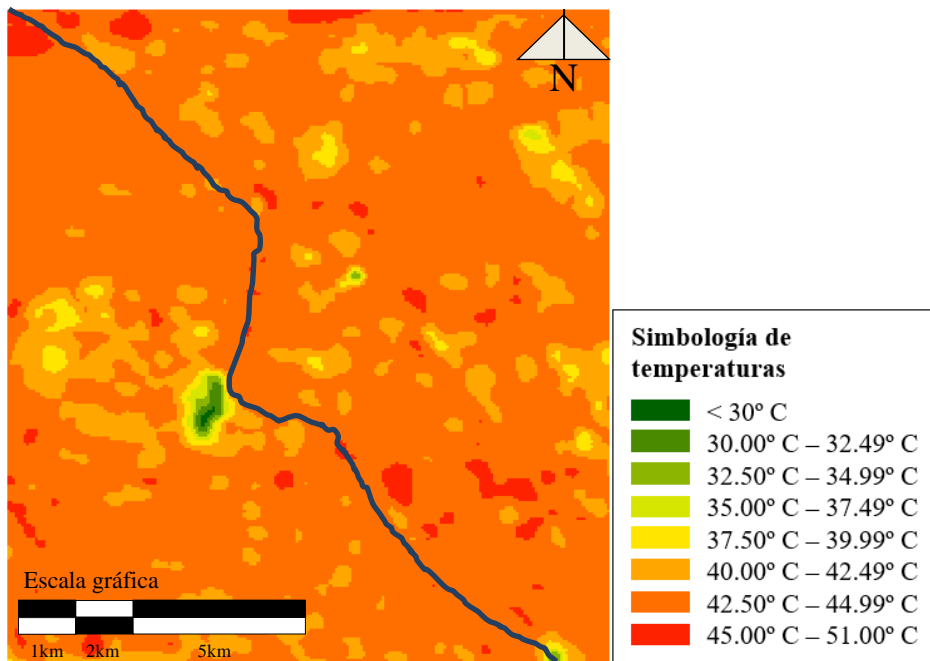 N
Simbología de
temperaturas
< 30º C
30.00º C – 32.49º C
32.50º C – 34.99º C
35.00º C – 37.49º C
37.50º C – 39.99º C
40.00º C – 42.49º C
42.50º C – 44.99º C
45.00º C – 51.00º C
Escala gráfica
1km 2km 5km